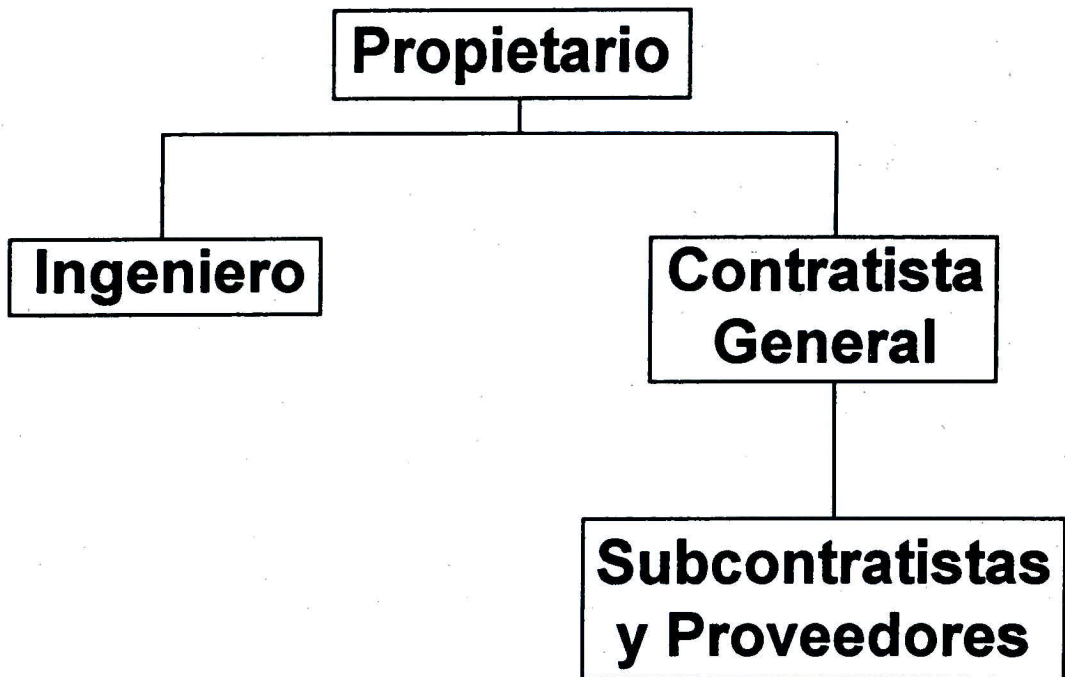 Propietario
Ingeniero
Contratista
General
Subcontratistas
y Proveedores